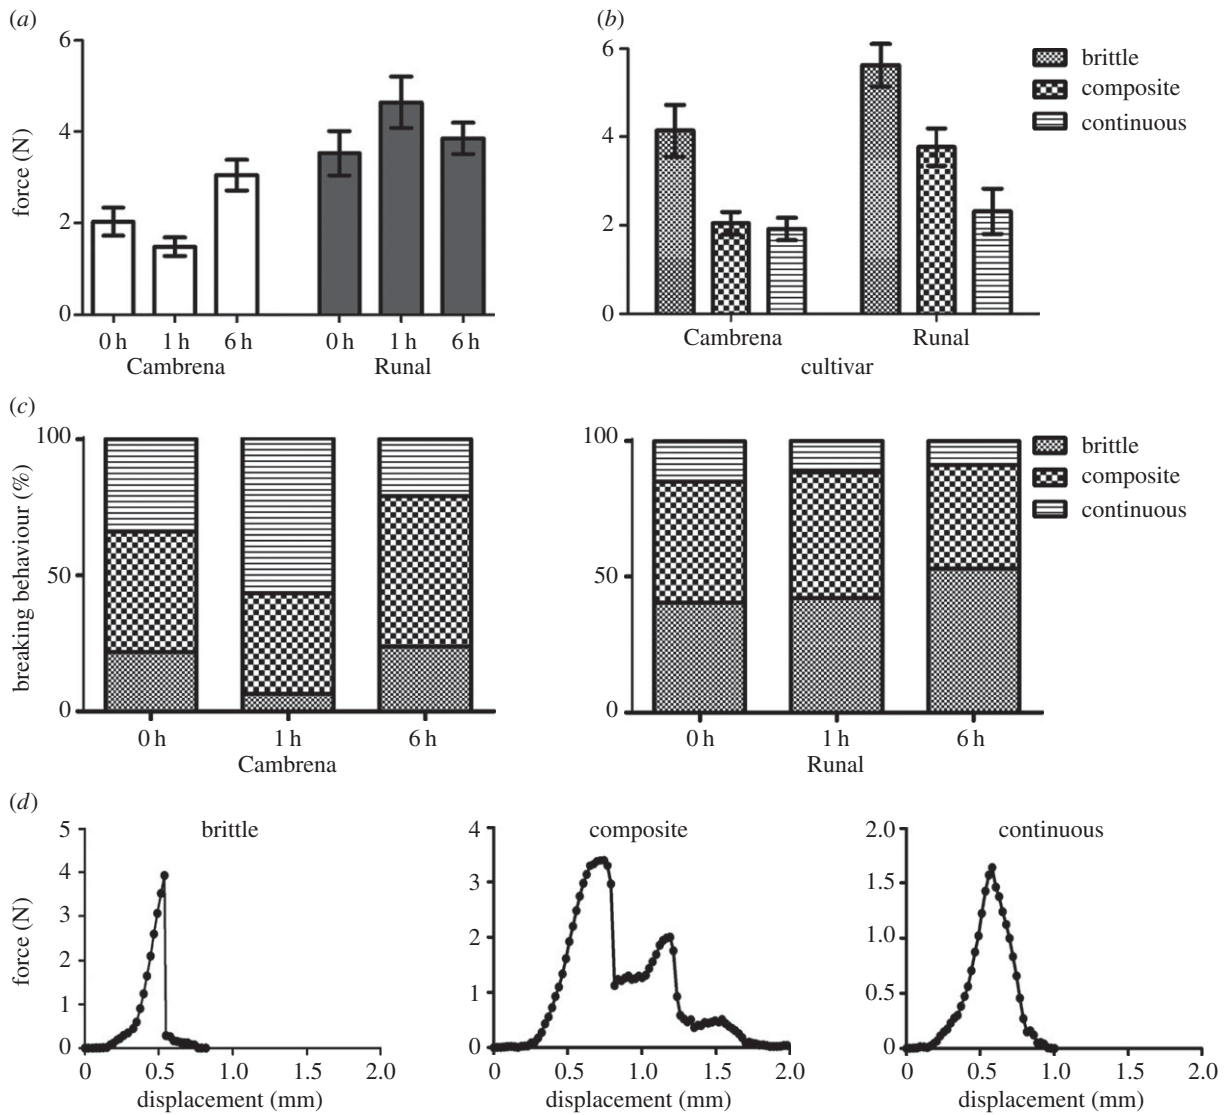 (a)
6
4
2
0
force (N)
0 h 1 h 6 h 0 h 1 h 6 h
Cambrena Runal
(b)
6
4
2
0
Cambrena Runal
cultivar
brittle
composite
continuous
(c)
100
50
0
breaking behaviour (%)
0 h 1 h 6 h
Cambrena
100
50
0
0 h 1 h 6 h
Runal
brittle
composite
continuous
(d)
brittle
5
4
3
2
1
0
force (N)
0 0.5 1.0 2.0
displacement (mm)
composite
4
3
2
1
0
0 0.5 1.0 1.5 2.0
displacement (mm)
continuous
2.0
1.5
1.0
0.5
0
0 0.5 1.0 2.0
displacement (mm)